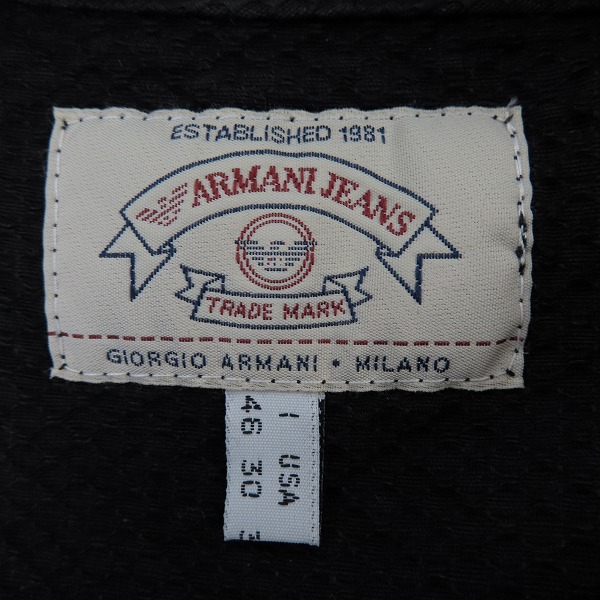 ESTABLISHED 1981
ARMANI JEANS
TRADE MARK
GIORGIO ARMANI • MILANO
I USA
46 30